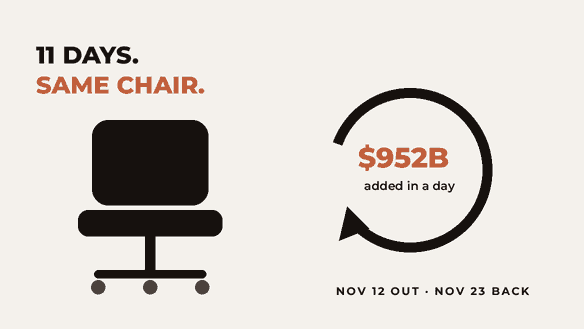 11 DAYS.
SAME CHAIR.
$952B
added in a day
NOV 12 OUT · NOV 23 BACK